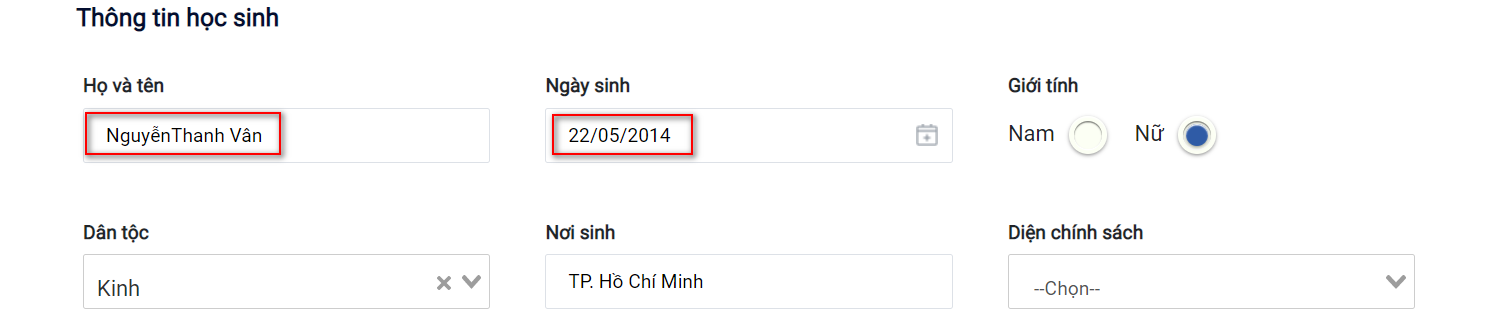 Thông tin học sinh
Họ và tên Ngày sinh Giới tính
NguyễnThanh Vân 22/05/2014 Nam Nữ
Dân tộc Nơi sinh Diện chính sách
Kinh TP. Hồ Chí Minh --Chọn--